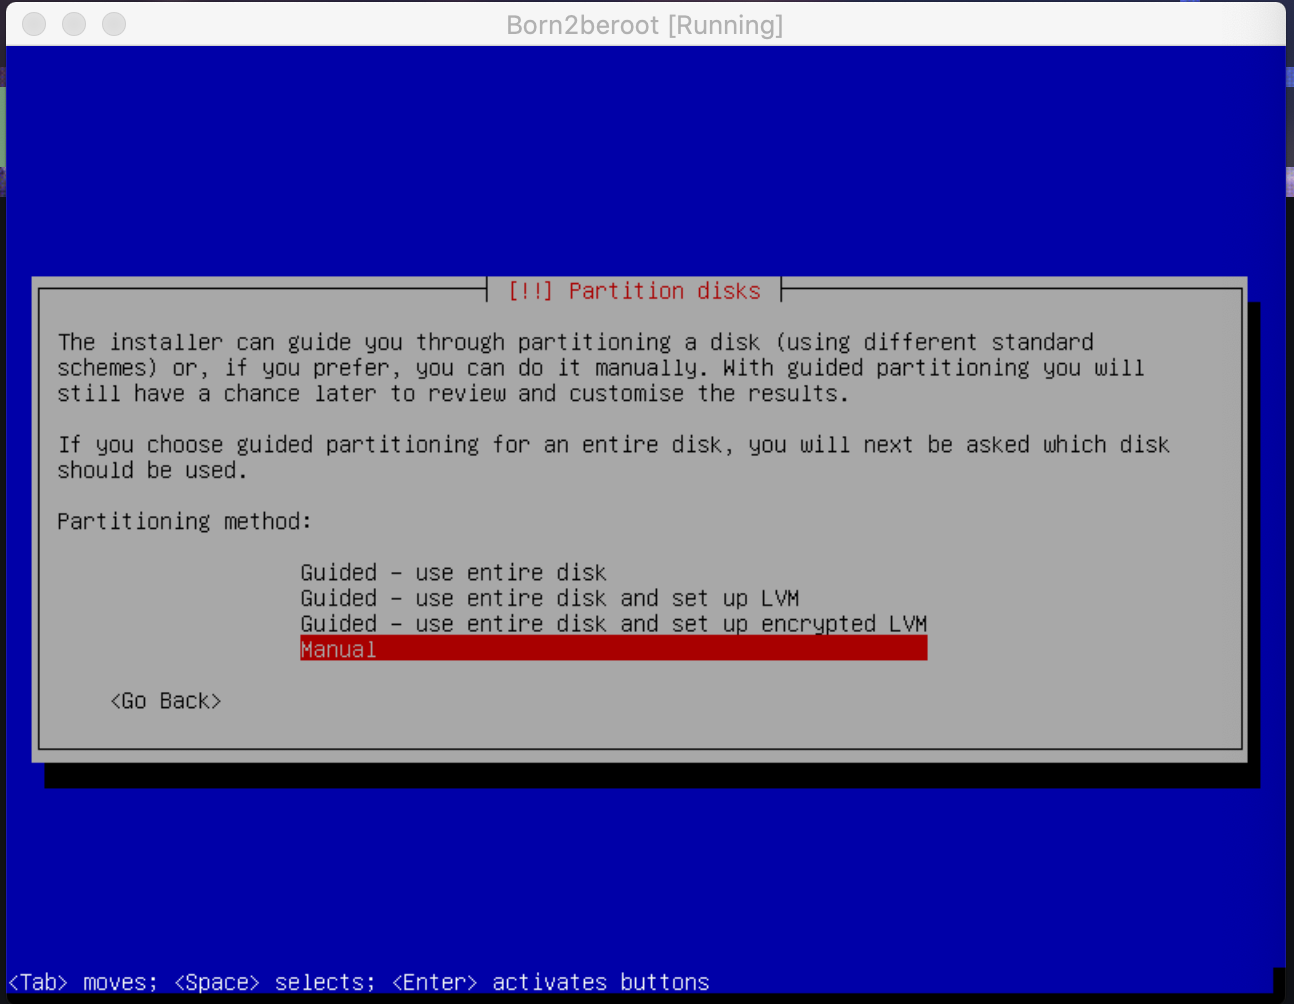 Born2beroot [Running]
[!!] Partition disks
The installer can guide you through partitioning a disk (using different standard
schemes) or, if you prefer, you can do it manually. With guided partitioning you will
still have a chance later to review and customise the results.
If you choose guided partitioning for an entire disk, you will next be asked which disk
should be used.
Partitioning method:
Guided - use entire disk
Guided - use entire disk and set up LVM
Guided - use entire disk and set up encrypted LVM
Manual
<Go Back>
<Tab> moves; <Space> selects; <Enter> activates buttons